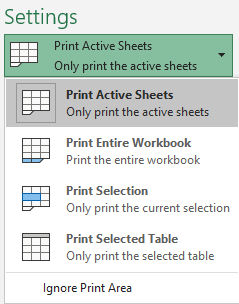 Settings
Print Active Sheets
Only print the active sheets
Print Active Sheets
Only print the active sheets
Print Entire Workbook
Print the entire workbook
Print Selection
Only print the current selection
Print Selected Table
Only print the selected table
Ignore Print Area